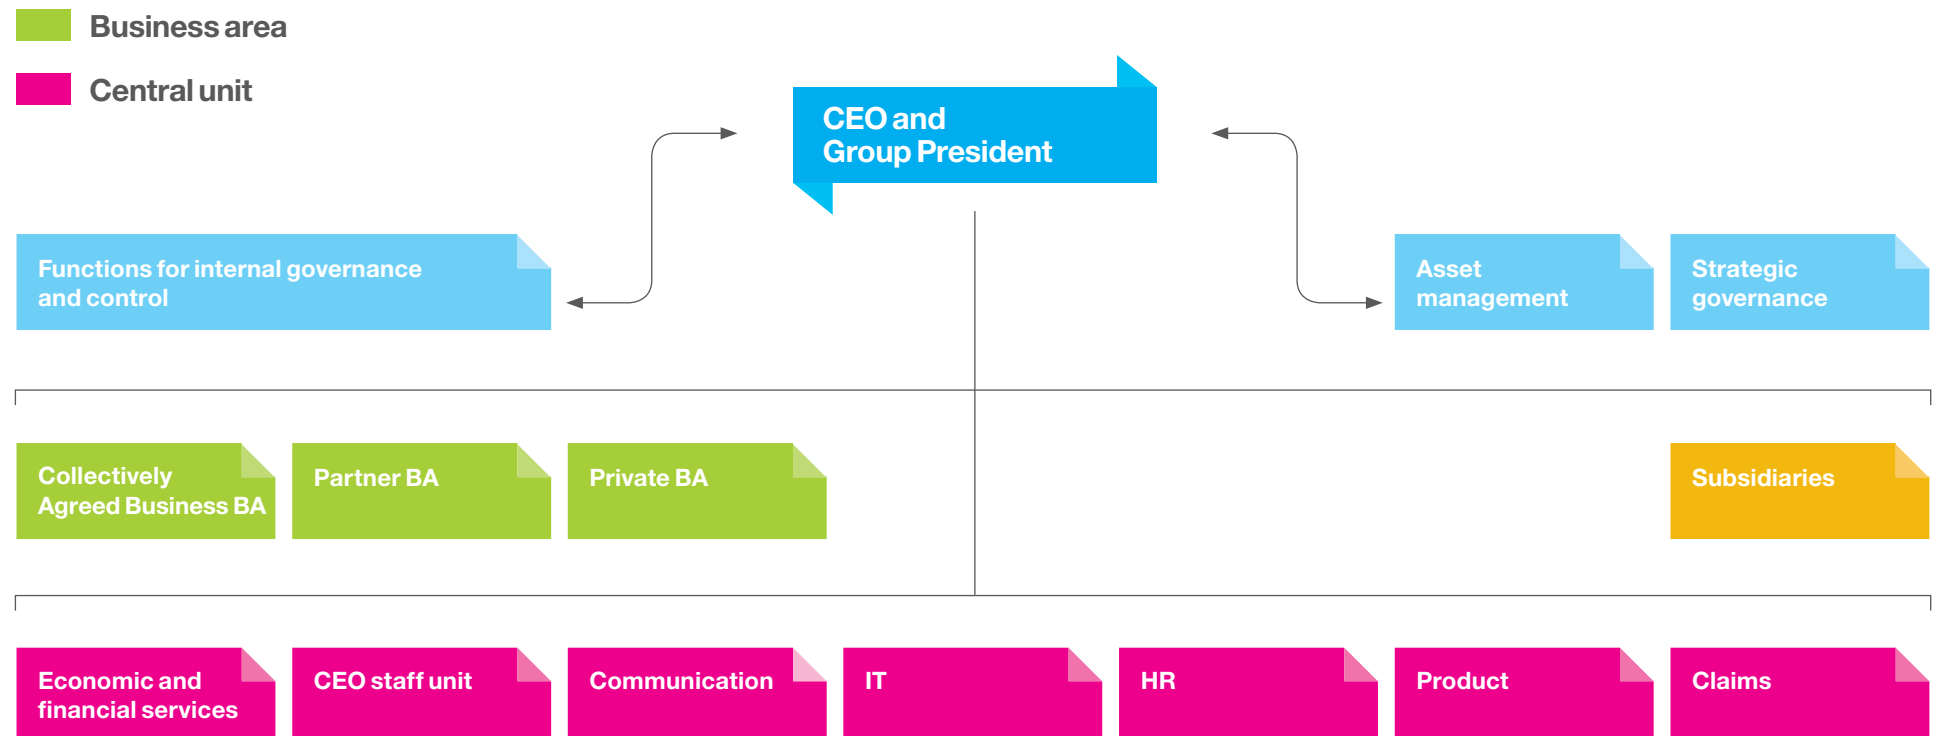 Business area
Central unit
CEO and
Group President
Functions for internal governance
and control
Asset
management
Strategic
governance
Collectively
Agreed Business BA
Partner BA
Private BA
Subsidiaries
Economic and
financial services
CEO staff unit
Communication
IT
HR
Product
Claims